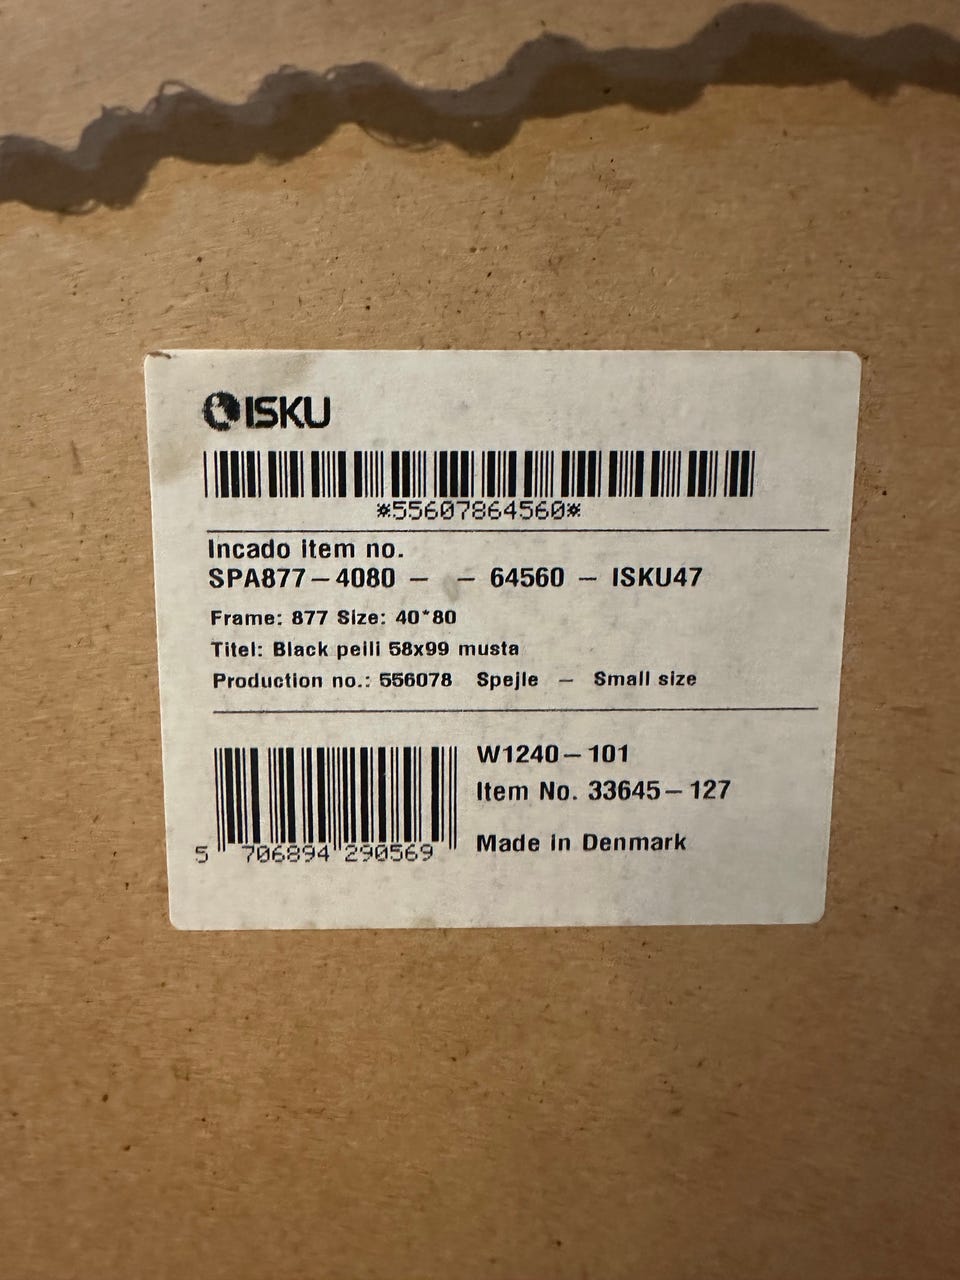 ISKU
*55607864560*
Incado item no.
SPA877-4080 - - 64560 - ISKU47
Frame: 877 Size: 40*80
Titel: Black peili 58x99 musta
Production no.: 556078 Spejle - Small size
W1240-101
Item No. 33645-127
Made in Denmark
5 706894 290569